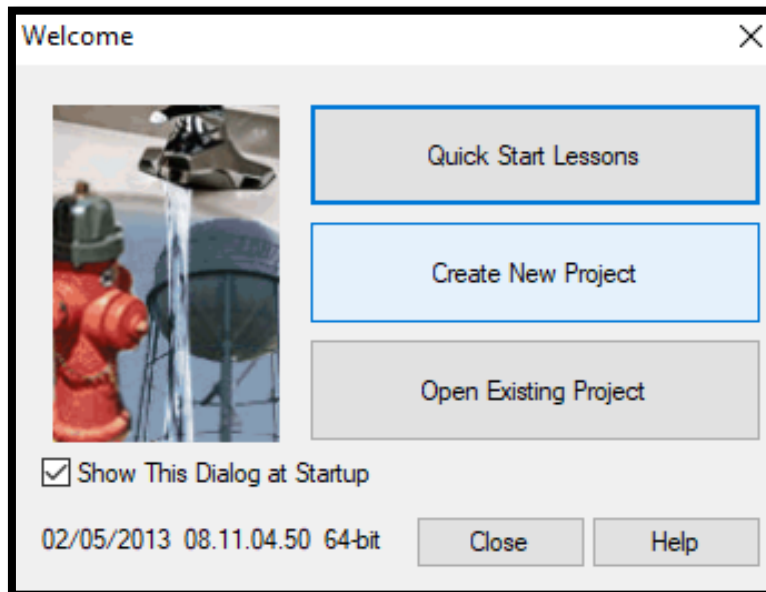 Welcome
Quick Start Lessons
Create New Project
Open Existing Project
Show This Dialog at Startup
02/05/2013 08.11.04.50 64-bit
Close
Help